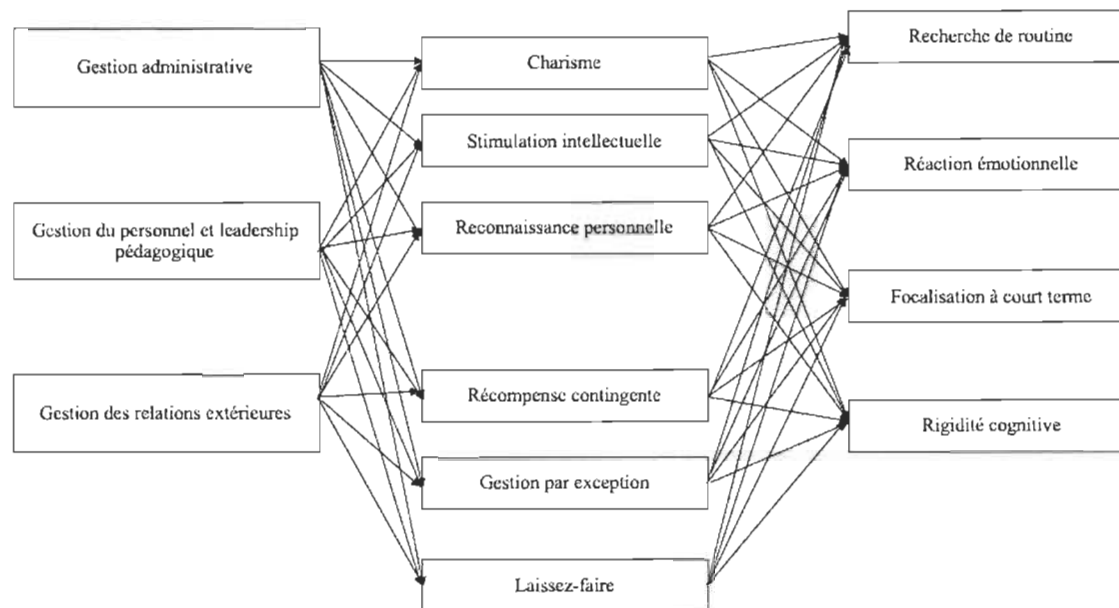 Gestion administrative
Gestion du personnel et leadership
pédagogique
Gestion des relations extérieures
Charisme
Stimulation intellectuelle
Reconnaissance personnelle
Récompense contingente
Gestion par exception
Laissez-faire
Recherche de routine
Réaction émotionnelle
Focalisation à court terme
Rigidité cognitive